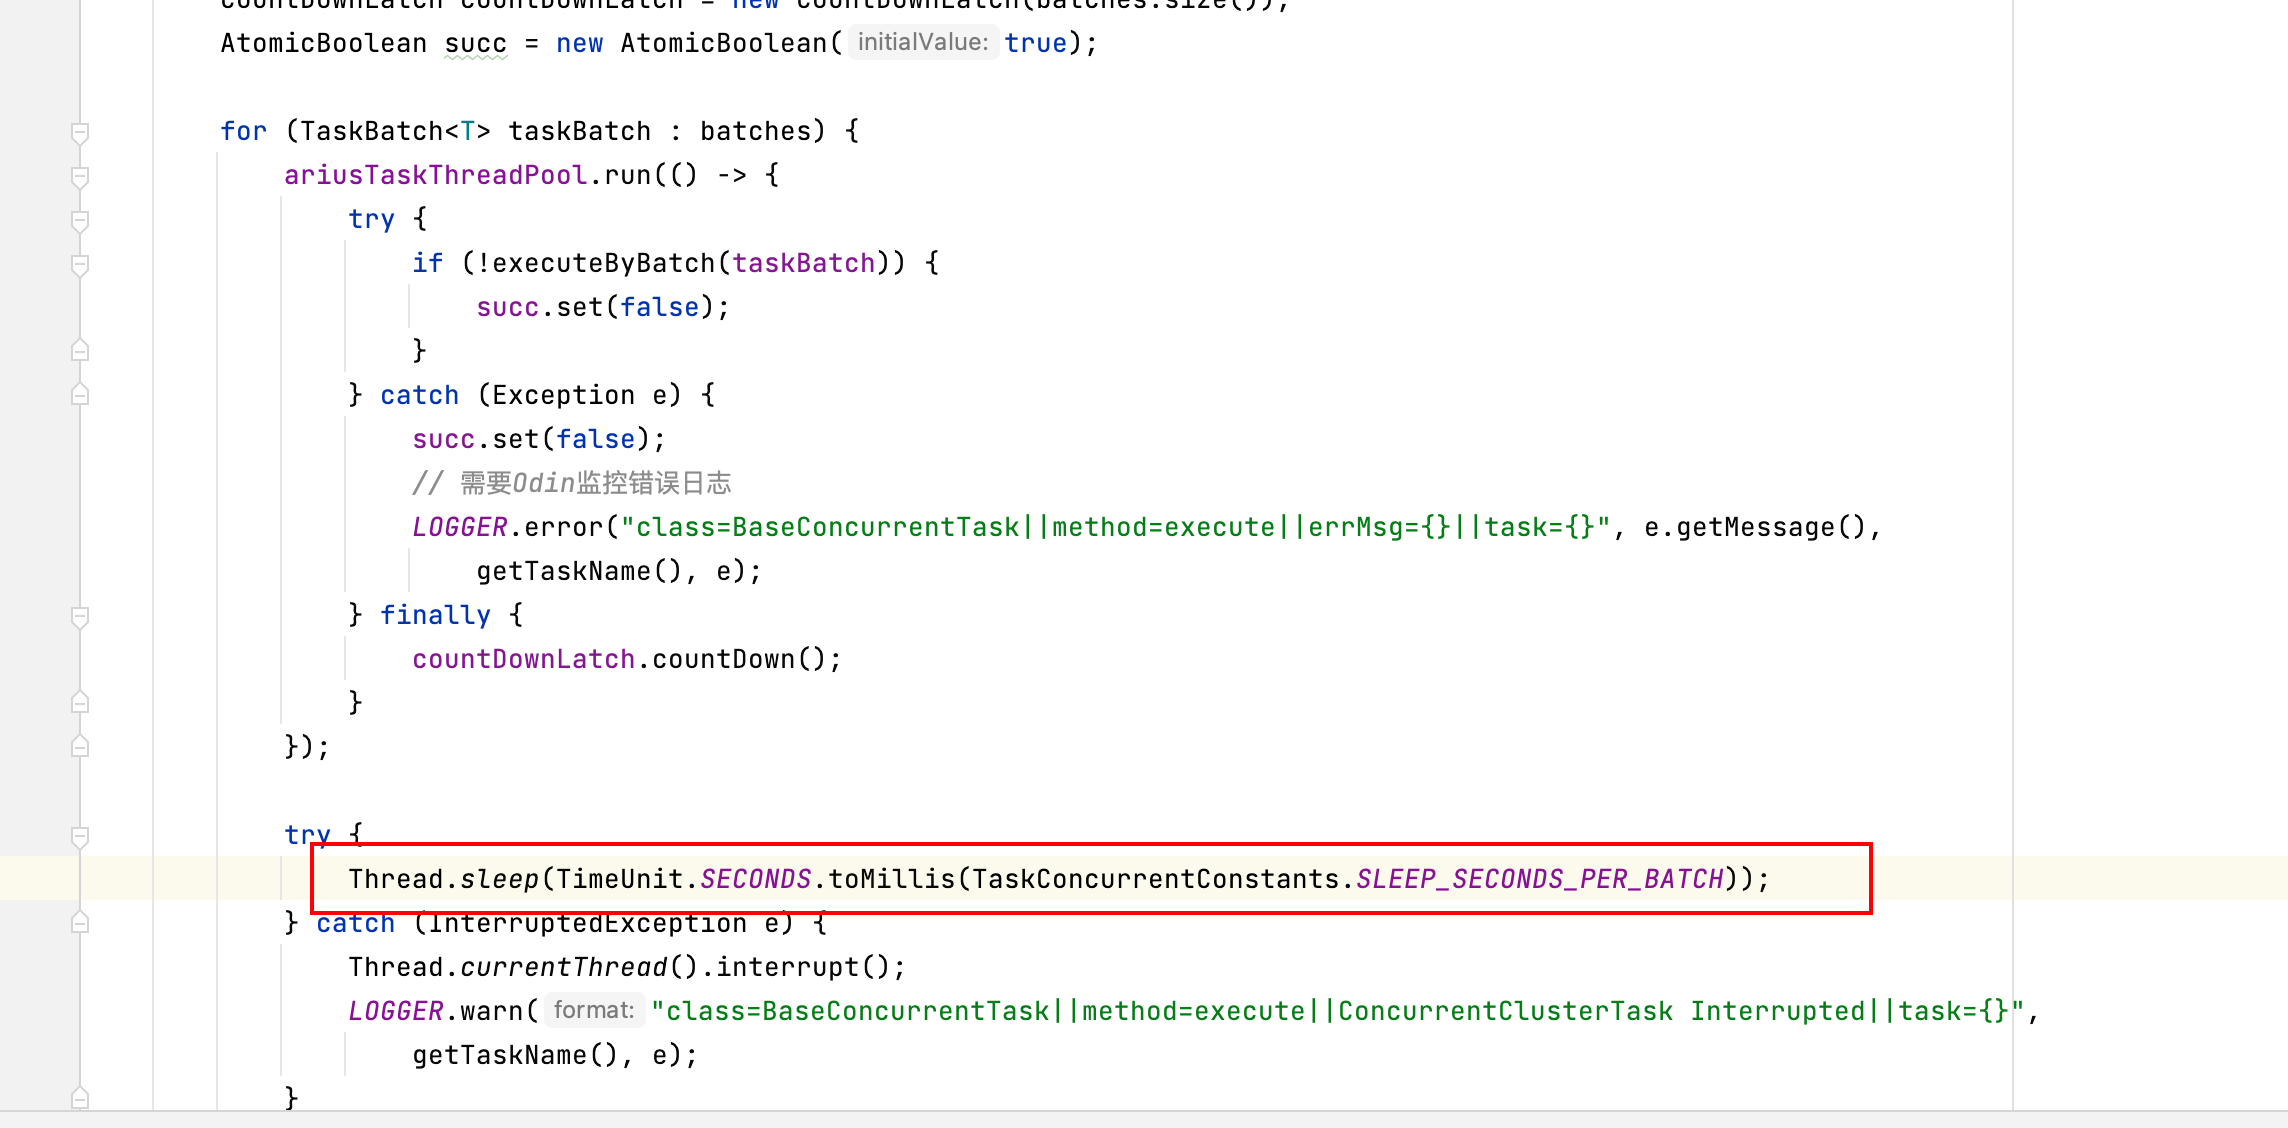 countDownLatch countDownLatch = new CountDownLatch(batches.size());
AtomicBoolean succ = new AtomicBoolean( initialValue: true);
for (TaskBatch<T> taskBatch : batches) {
ariusTaskThreadPool.run(() -> {
try {
if (!executeByBatch(taskBatch)) {
succ.set(false);
}
} catch (Exception e) {
succ.set(false);
// 需要Odin监控错误日志
LOGGER.error("class=BaseConcurrentTask||method=execute||errMsg={}||task={}", e.getMessage(),
getTaskName(), e);
} finally {
countDownLatch.countDown();
}
});
try {
Thread.sleep(TimeUnit.SECONDS.toMillis(TaskConcurrentConstants.SLEEP_SECONDS_PER_BATCH));
} catch (InterruptedException e) {
Thread.currentThread().interrupt();
LOGGER.warn( format: "class=BaseConcurrentTask||method=execute||ConcurrentClusterTask Interrupted||task={}",
getTaskName(), e);
}